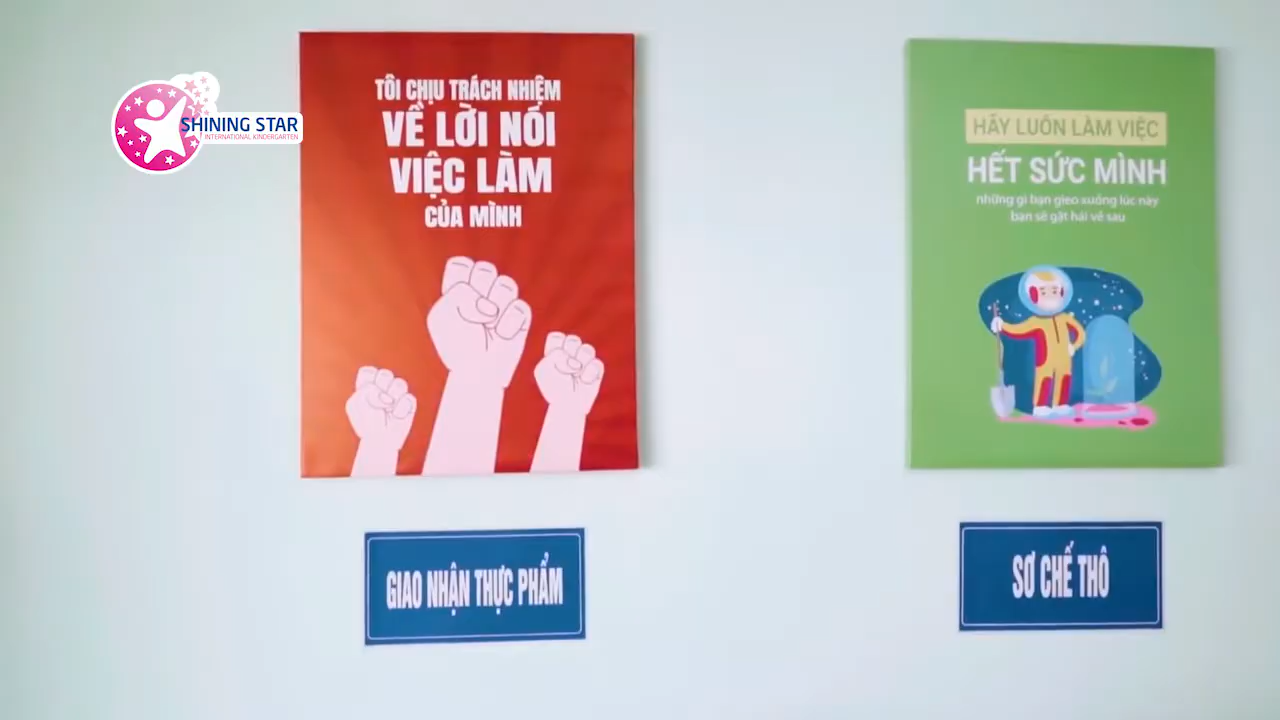 SHINING STAR
INTERNATIONAL KINDERGARTEN
TÔI CHỊU TRÁCH NHIỆM
VỀ LỜI NÓI
VIỆC LÀM
CỦA MÌNH
GIAO NHẬN THỰC PHẨM
HÃY LUÔN LÀM VIỆC
HẾT SỨC MÌNH
những gì bạn gieo xuống lúc này
bạn sẽ gặt hái về sau
SƠ CHẾ THÔ